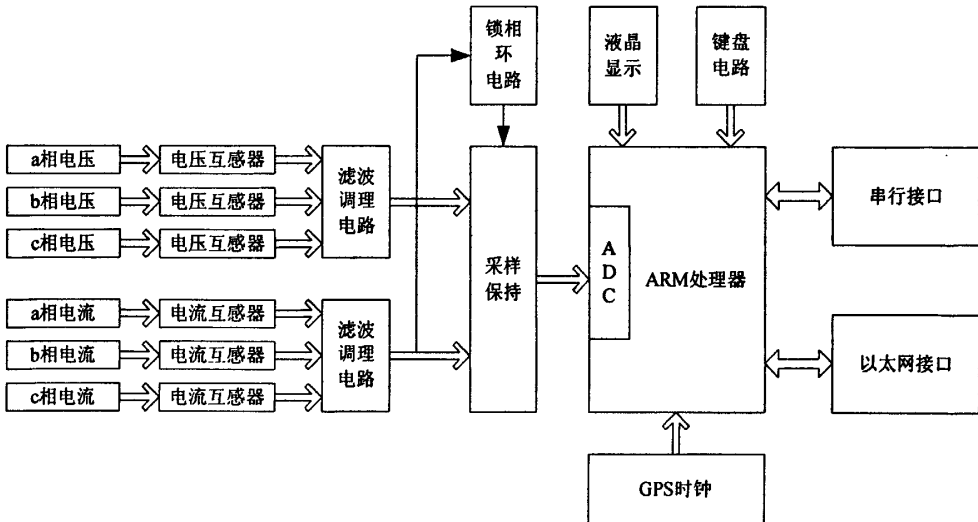 锁相
环
电路
液晶
显示
键盘
电路
a相电压
电压互感器
b相电压
电压互感器
c相电压
电压互感器
滤波
调理
电路
a相电流
电流互感器
b相电流
电流互感器
c相电流
电流互感器
滤波
调理
电路
采样
保持
A
D
C
ARM处理器
串行接口
以太网接口
GPS时钟